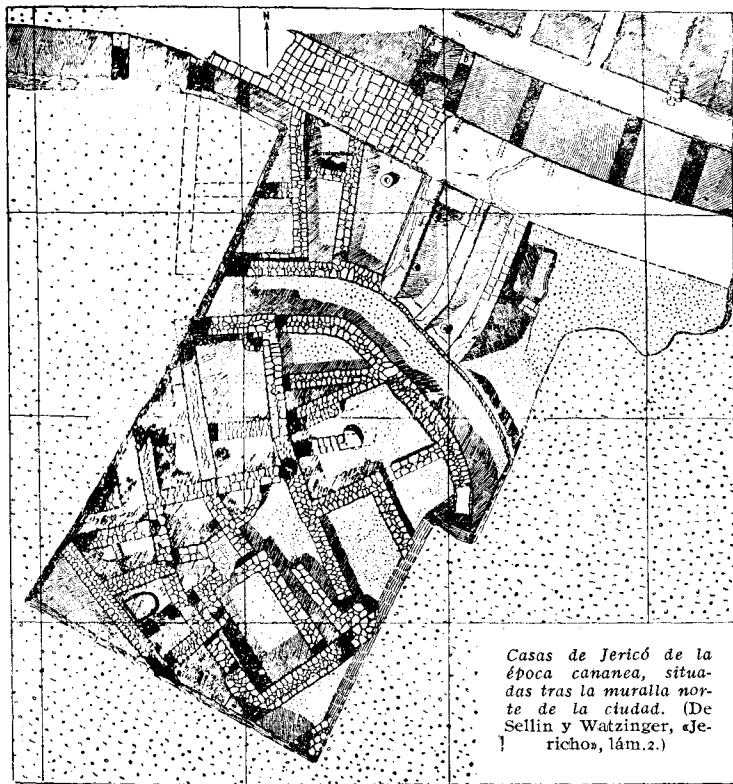 N
a
b
Casas de Jericó de la
época cananea, situa-
das tras la muralla nor-
te de la ciudad. (De
Sellin y Watzinger, «Je-
richo», lám.2.)